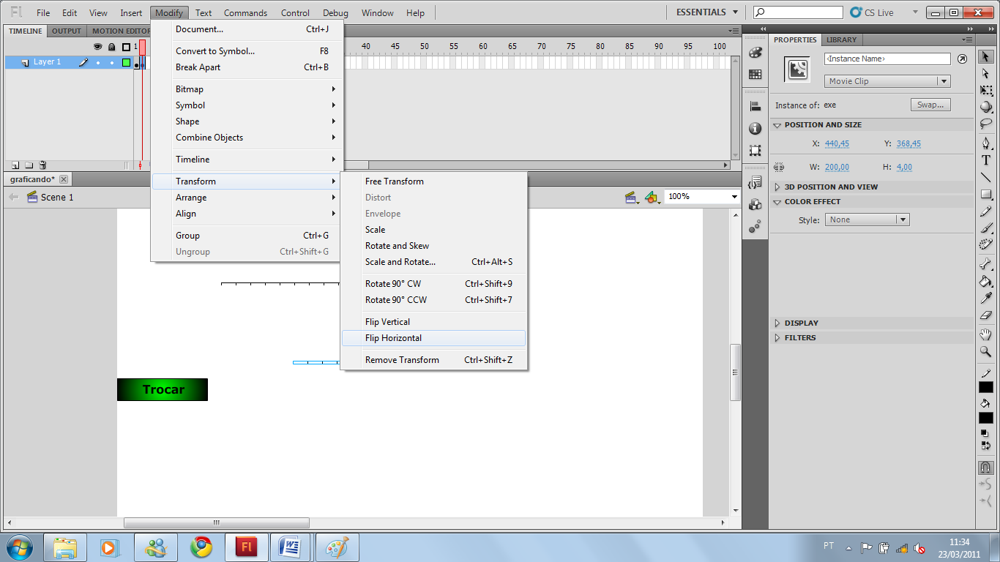 Fl File Edit View Insert Modify Text Commands Control Debug Window Help ESSENTIALS CS Live
TIMELINE OUTPUT MOTION EDITOR
1 40 45 50 55 60 65 70 75 80 85 90 95 100
Layer 1
Document... Ctrl+J
Convert to Symbol... F8
Break Apart Ctrl+B
Bitmap
Symbol
Shape
Combine Objects
Timeline
Transform
Arrange
Align
Group Ctrl+G
Ungroup Ctrl+Shift+G
graficando*
Scene 1
100%
Free Transform
Distort
Envelope
Scale
Rotate and Skew
Scale and Rotate... Ctrl+Alt+S
Rotate 90° CW Ctrl+Shift+9
Rotate 90° CCW Ctrl+Shift+7
Flip Vertical
Flip Horizontal
Remove Transform Ctrl+Shift+Z
Trocar
PROPERTIES LIBRARY
<Instance Name>
Movie Clip
Instance of: exe Swap...
POSITION AND SIZE
X: 440,45 Y: 368,45
W: 200,00 H: 4,00
3D POSITION AND VIEW
COLOR EFFECT
Style: None
DISPLAY
FILTERS
T
Fl
W
PT
11:34
23/03/2011